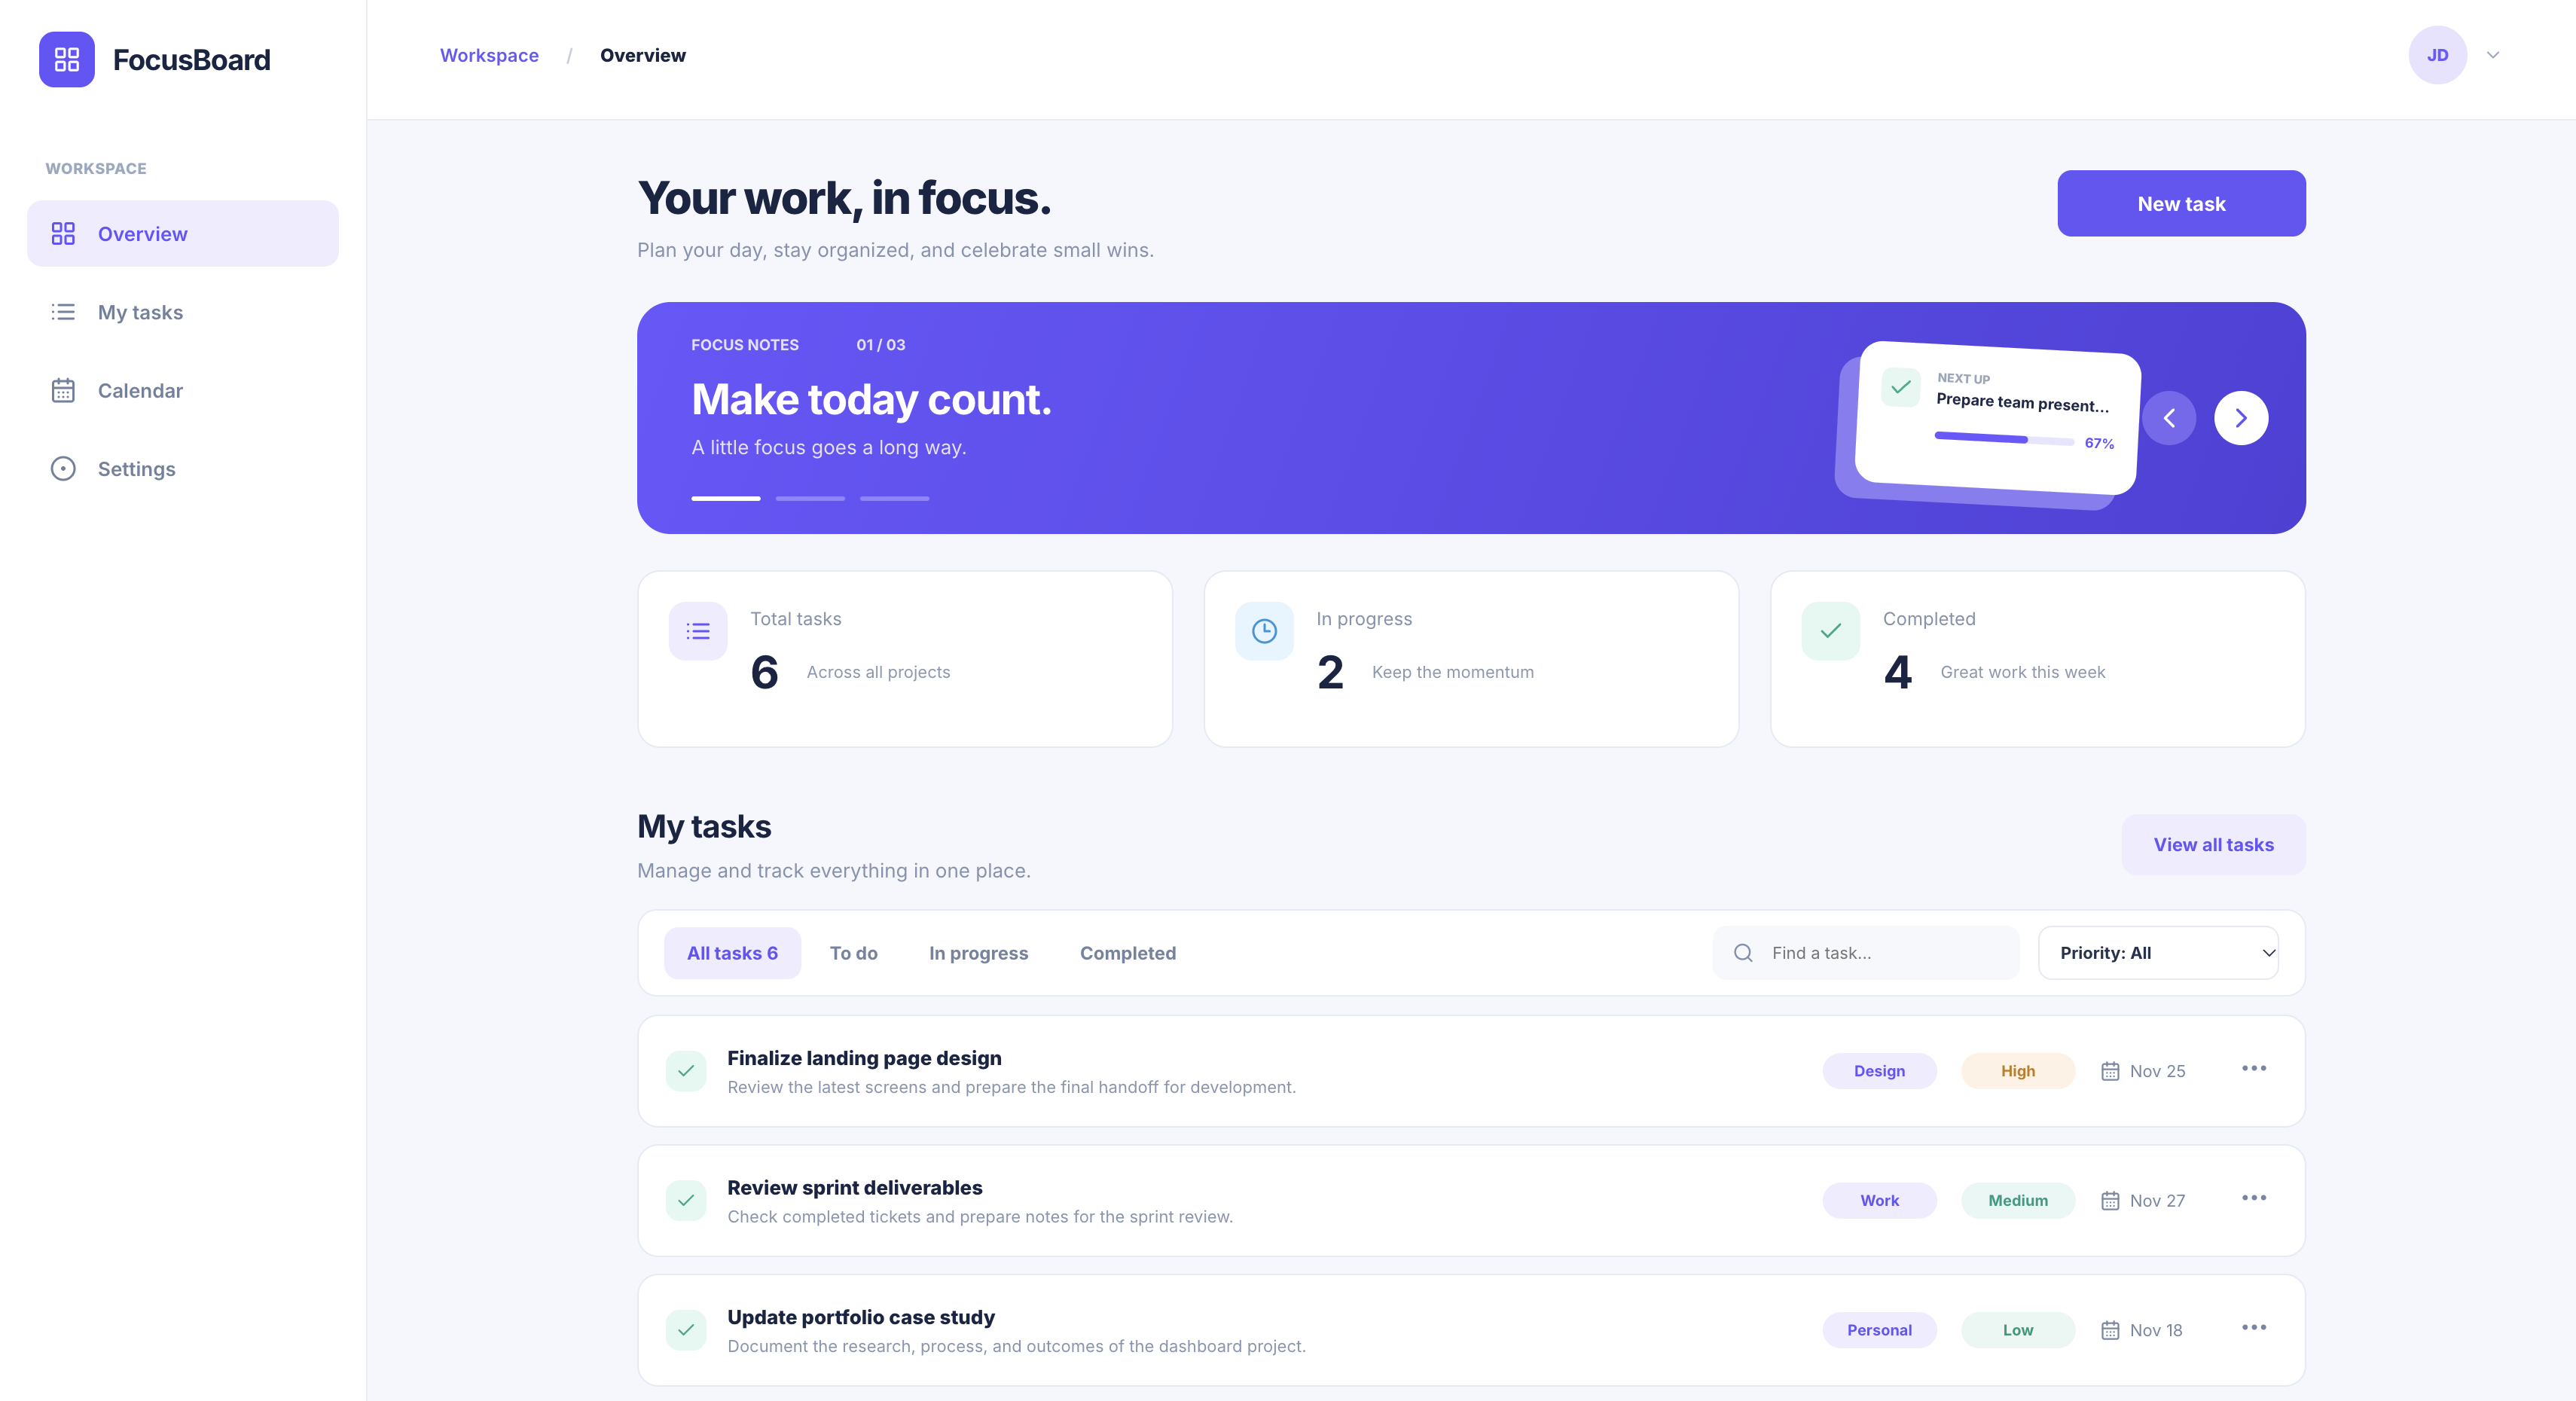 FocusBoard
WORKSPACE
Overview
My tasks
Calendar
Settings
Workspace / Overview
JD
Your work, in focus.
Plan your day, stay organized, and celebrate small wins.
New task
FOCUS NOTES 01 / 03
Make today count.
A little focus goes a long way.
NEXT UP
Prepare team present...
67%
Total tasks
6 Across all projects
In progress
2 Keep the momentum
Completed
4 Great work this week
My tasks
Manage and track everything in one place.
View all tasks
All tasks 6 To do In progress Completed
Find a task... Priority: All
Finalize landing page design
Review the latest screens and prepare the final handoff for development.
Design High Nov 25
Review sprint deliverables
Check completed tickets and prepare notes for the sprint review.
Work Medium Nov 27
Update portfolio case study
Document the research, process, and outcomes of the dashboard project.
Personal Low Nov 18